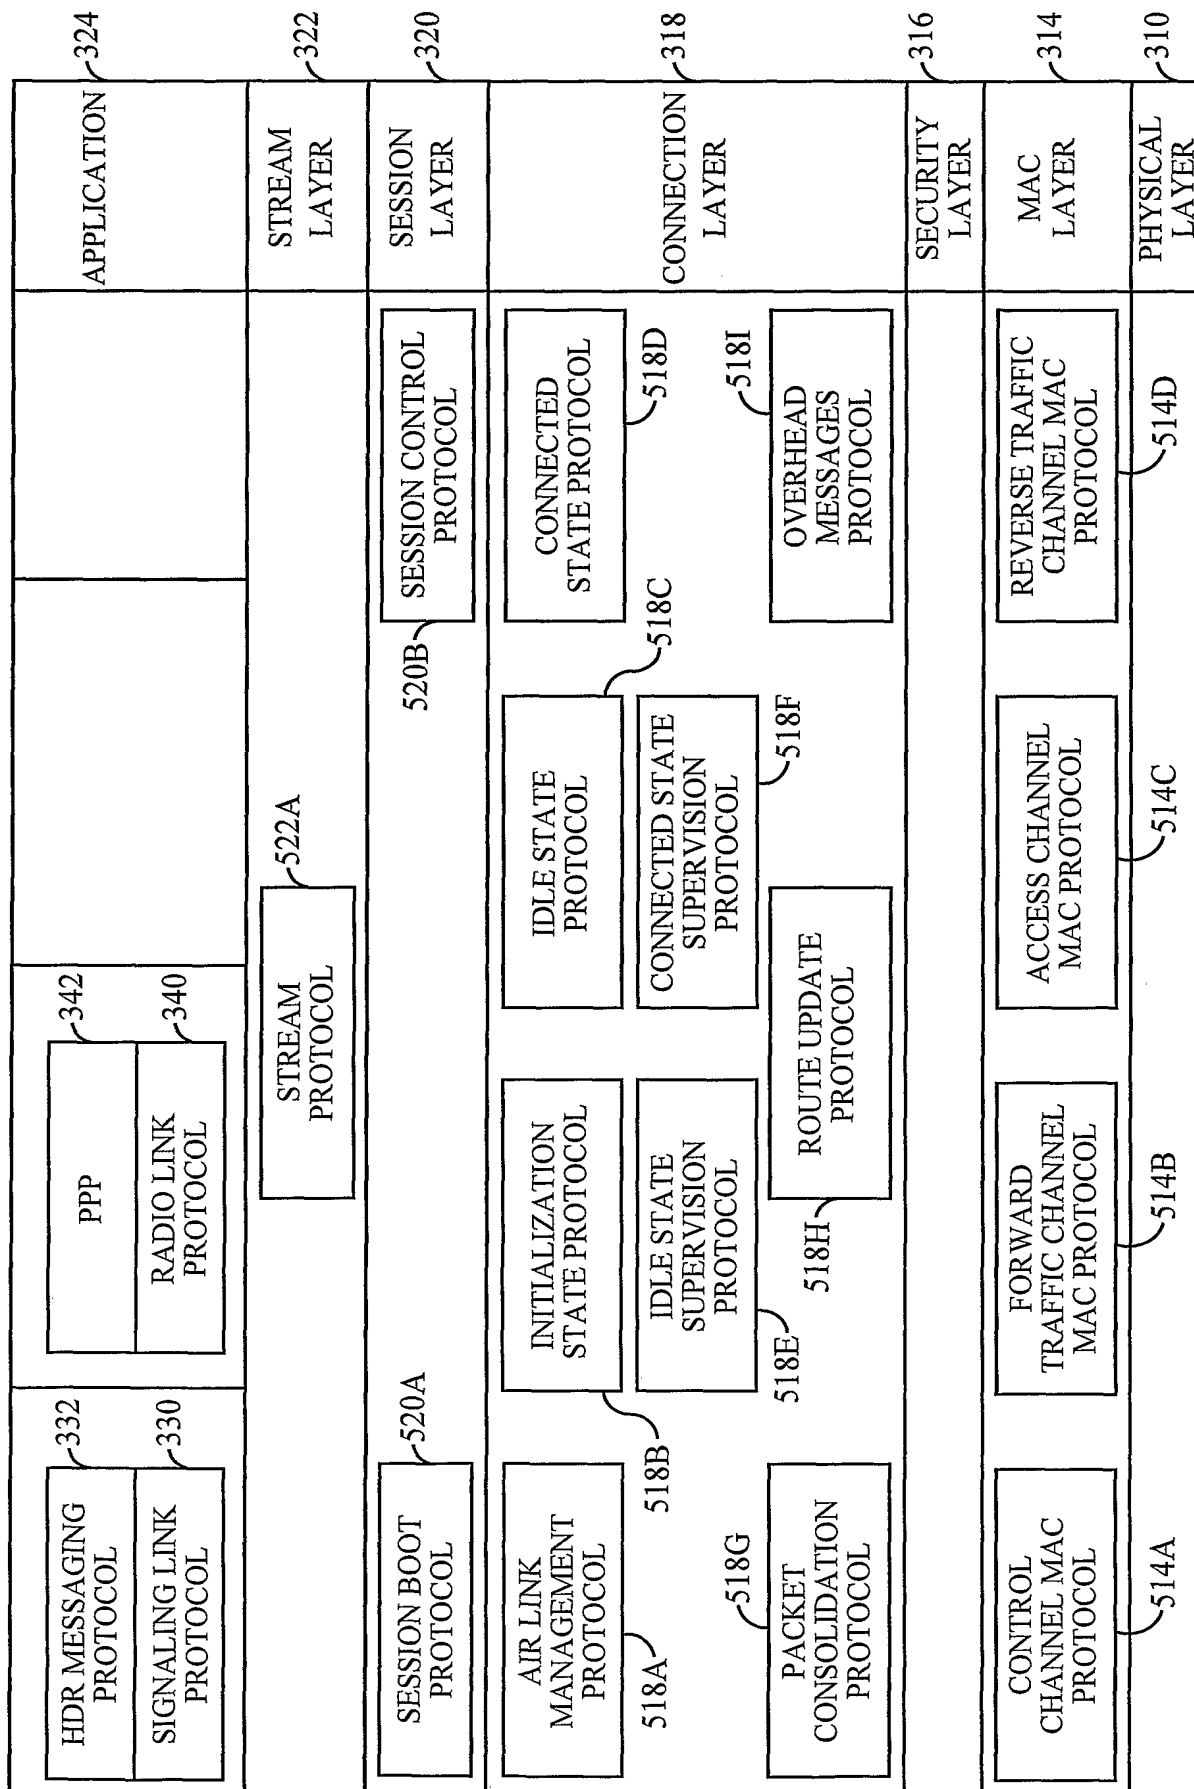 HDR MESSAGING
PROTOCOL
332
SIGNALING LINK
PROTOCOL
330
PPP
342
RADIO LINK
PROTOCOL
340
APPLICATION
324
STREAM
PROTOCOL
522A
STREAM
LAYER
322
SESSION BOOT
PROTOCOL
520A
SESSION CONTROL
PROTOCOL
520B
SESSION
LAYER
320
AIR LINK
MANAGEMENT
PROTOCOL
518A
INITIALIZATION
STATE PROTOCOL
518B
IDLE STATE
PROTOCOL
518C
CONNECTED
STATE PROTOCOL
518D
IDLE STATE
SUPERVISION
PROTOCOL
518E
CONNECTED STATE
SUPERVISION
PROTOCOL
518F
PACKET
CONSOLIDATION
PROTOCOL
518G
ROUTE UPDATE
PROTOCOL
518H
OVERHEAD
MESSAGES
PROTOCOL
518I
CONNECTION
LAYER
318
SECURITY
LAYER
316
CONTROL
CHANNEL MAC
PROTOCOL
514A
FORWARD
TRAFFIC CHANNEL
MAC PROTOCOL
514B
ACCESS CHANNEL
MAC PROTOCOL
514C
REVERSE TRAFFIC
CHANNEL MAC
PROTOCOL
514D
MAC
LAYER
314
PHYSICAL
LAYER
310